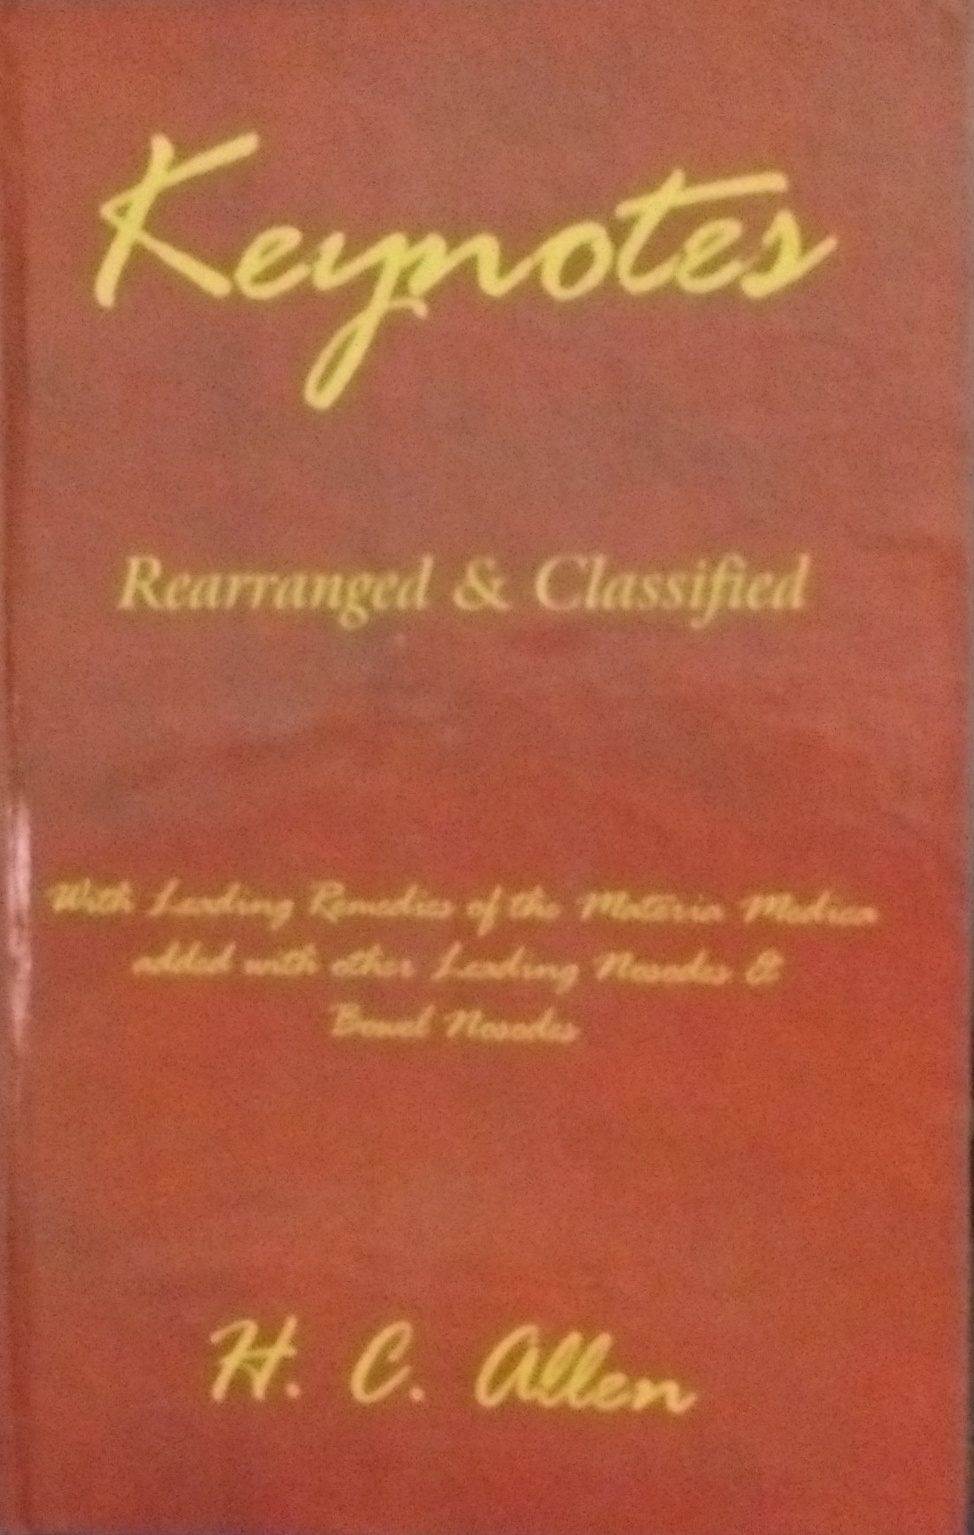 Keynotes
Rearranged & Classified
With Leading Remedies of the Materia Medica
added with other Leading Nosodes &
Bowel Nosodes
H. C. Allen